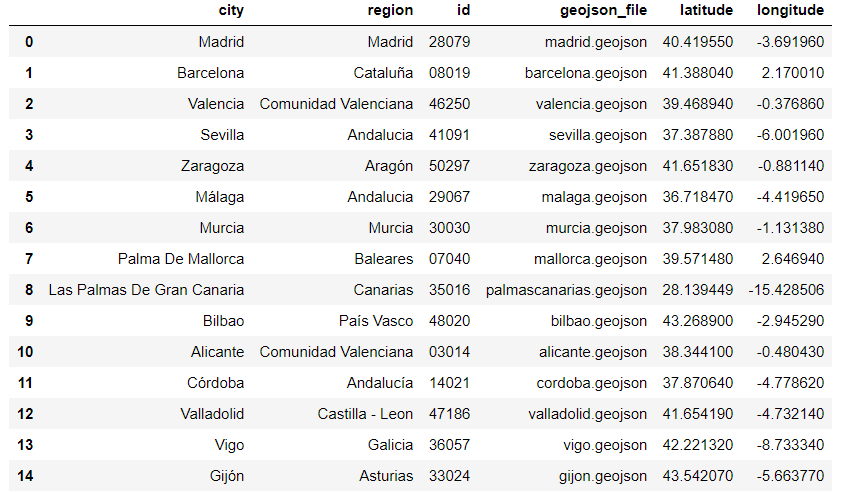 city region id geojson_file latitude longitude
0 Madrid Madrid 28079 madrid.geojson 40.419550 -3.691960
1 Barcelona Cataluña 08019 barcelona.geojson 41.388040 2.170010
2 Valencia Comunidad Valenciana 46250 valencia.geojson 39.468940 -0.376860
3 Sevilla Andalucia 41091 sevilla.geojson 37.387880 -6.001960
4 Zaragoza Aragón 50297 zaragoza.geojson 41.651830 -0.881140
5 Málaga Andalucia 29067 malaga.geojson 36.718470 -4.419650
6 Murcia Murcia 30030 murcia.geojson 37.983080 -1.131380
7 Palma De Mallorca Baleares 07040 mallorca.geojson 39.571480 2.646940
8 Las Palmas De Gran Canaria Canarias 35016 palmascanarias.geojson 28.139449 -15.428506
9 Bilbao País Vasco 48020 bilbao.geojson 43.268900 -2.945290
10 Alicante Comunidad Valenciana 03014 alicante.geojson 38.344100 -0.480430
11 Córdoba Andalucía 14021 cordoba.geojson 37.870640 -4.778620
12 Valladolid Castilla - Leon 47186 valladolid.geojson 41.654190 -4.732140
13 Vigo Galicia 36057 vigo.geojson 42.221320 -8.733340
14 Gijón Asturias 33024 gijon.geojson 43.542070 -5.663770